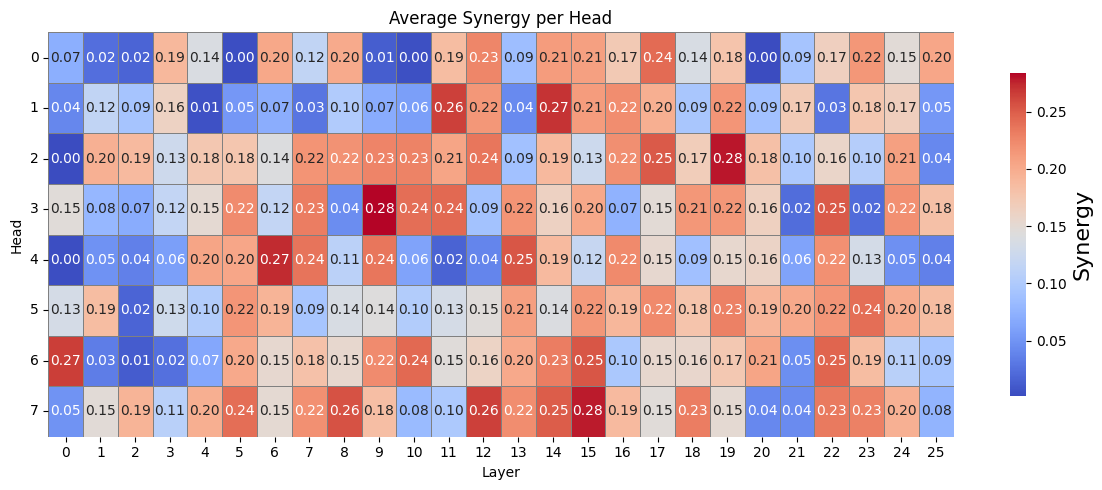 Average Synergy per Head
0 0.07 0.02 0.02 0.19 0.14 0.00 0.20 0.12 0.20 0.01 0.00 0.19 0.23 0.09 0.21 0.21 0.17 0.24 0.14 0.18 0.00 0.09 0.17 0.22 0.15 0.20
1 0.04 0.12 0.09 0.16 0.01 0.05 0.07 0.03 0.10 0.07 0.06 0.26 0.22 0.04 0.27 0.21 0.22 0.20 0.09 0.22 0.09 0.17 0.03 0.18 0.17 0.05
2 0.00 0.20 0.19 0.13 0.18 0.18 0.14 0.22 0.22 0.23 0.23 0.21 0.24 0.09 0.19 0.13 0.22 0.25 0.17 0.28 0.18 0.10 0.16 0.10 0.21 0.04
3 0.15 0.08 0.07 0.12 0.15 0.22 0.12 0.23 0.04 0.28 0.24 0.24 0.09 0.22 0.16 0.20 0.07 0.15 0.21 0.22 0.16 0.02 0.25 0.02 0.22 0.18
4 0.00 0.05 0.04 0.06 0.20 0.20 0.27 0.24 0.11 0.24 0.06 0.02 0.04 0.25 0.19 0.12 0.22 0.15 0.09 0.15 0.16 0.06 0.22 0.13 0.05 0.04
5 0.13 0.19 0.02 0.13 0.10 0.22 0.19 0.09 0.14 0.14 0.10 0.13 0.15 0.21 0.14 0.22 0.19 0.22 0.18 0.23 0.19 0.20 0.22 0.24 0.20 0.18
6 0.27 0.03 0.01 0.02 0.07 0.20 0.15 0.18 0.15 0.22 0.24 0.15 0.16 0.20 0.23 0.25 0.10 0.15 0.16 0.17 0.21 0.05 0.25 0.19 0.11 0.09
7 0.05 0.15 0.19 0.11 0.20 0.24 0.15 0.22 0.26 0.18 0.08 0.10 0.26 0.22 0.25 0.28 0.19 0.15 0.23 0.15 0.04 0.04 0.23 0.23 0.20 0.08
0 1 2 3 4 5 6 7 8 9 10 11 12 13 14 15 16 17 18 19 20 21 22 23 24 25
Layer
Head
0.25
0.20
0.15
0.10
0.05
Synergy